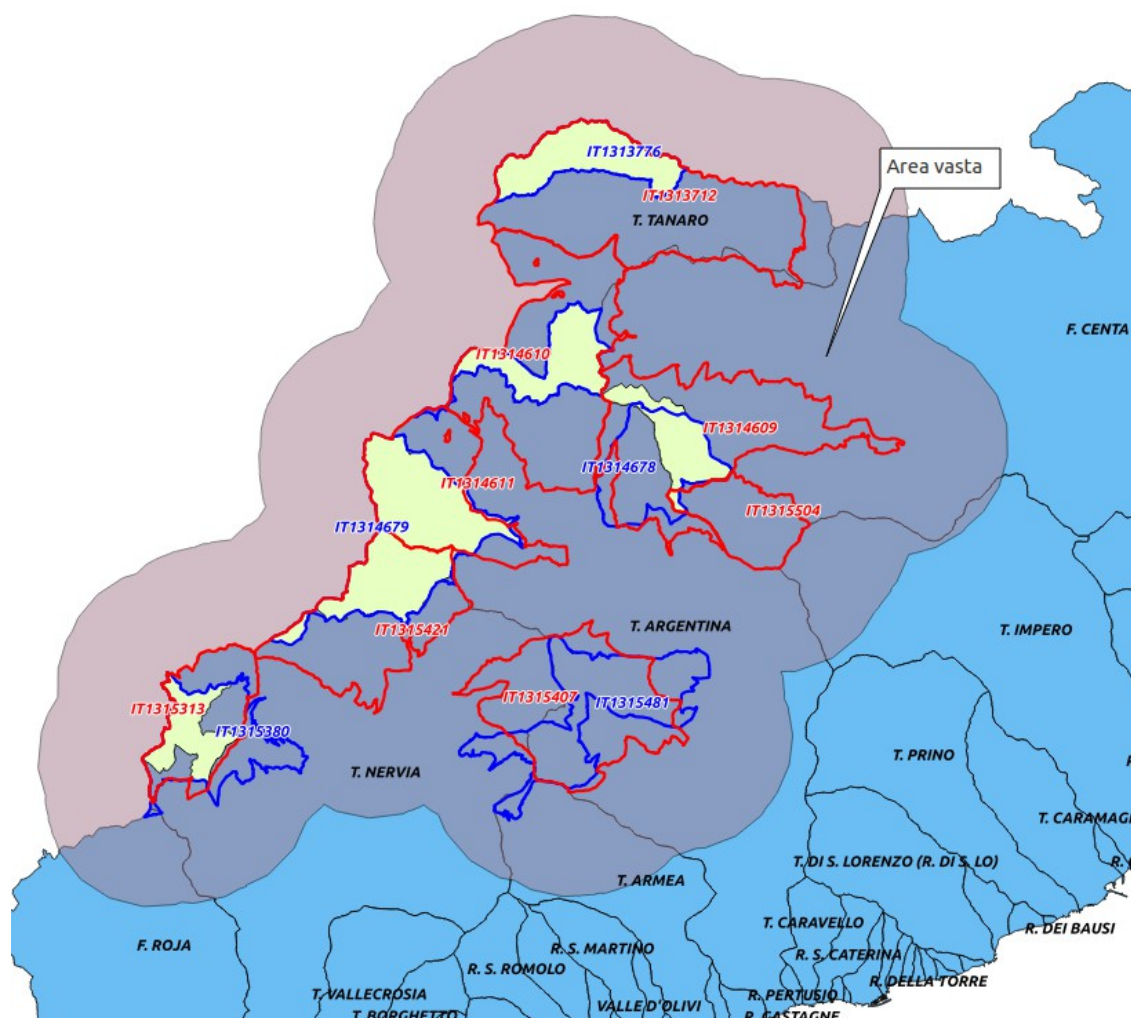 IT1313776
Area vasta
IT1313712
T. TANARO
F. CENTA
IT1314610
IT1314609
IT1314678
IT1314611
IT1315504
IT1314679
T. ARGENTINA
IT1315421
T. IMPERO
IT1315407
IT1315481
IT1315313
IT1315380
T. PRINO
T. NERVIA
T. CARAMAG
T. DI S. LORENZO (R. DI S. LO)
T. ARMEA
T. CARAVELLO
R. DEI BAUSI
F. ROJA
R. S. MARTINO
R. S. CATERINA
R. S. ROMOLO
R. DELLA TORRE
T. VALLECROSIA
R. PERTUSIO
VALLE D'OLIVI
T. BORGHETTO
R. CASTAGNE